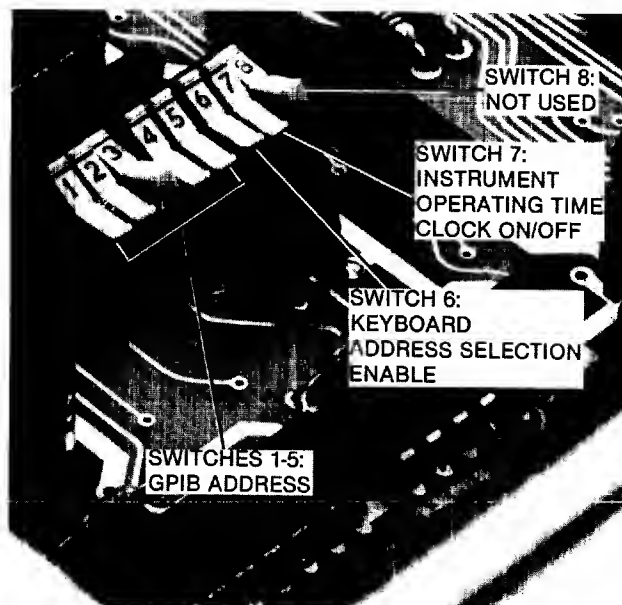 1 2 3 4 5 6 7 8
SWITCH 8:
NOT USED
SWITCH 7:
INSTRUMENT
OPERATING TIME
CLOCK ON/OFF
SWITCH 6:
KEYBOARD
ADDRESS SELECTION
ENABLE
SWITCHES 1-5:
GPIB ADDRESS